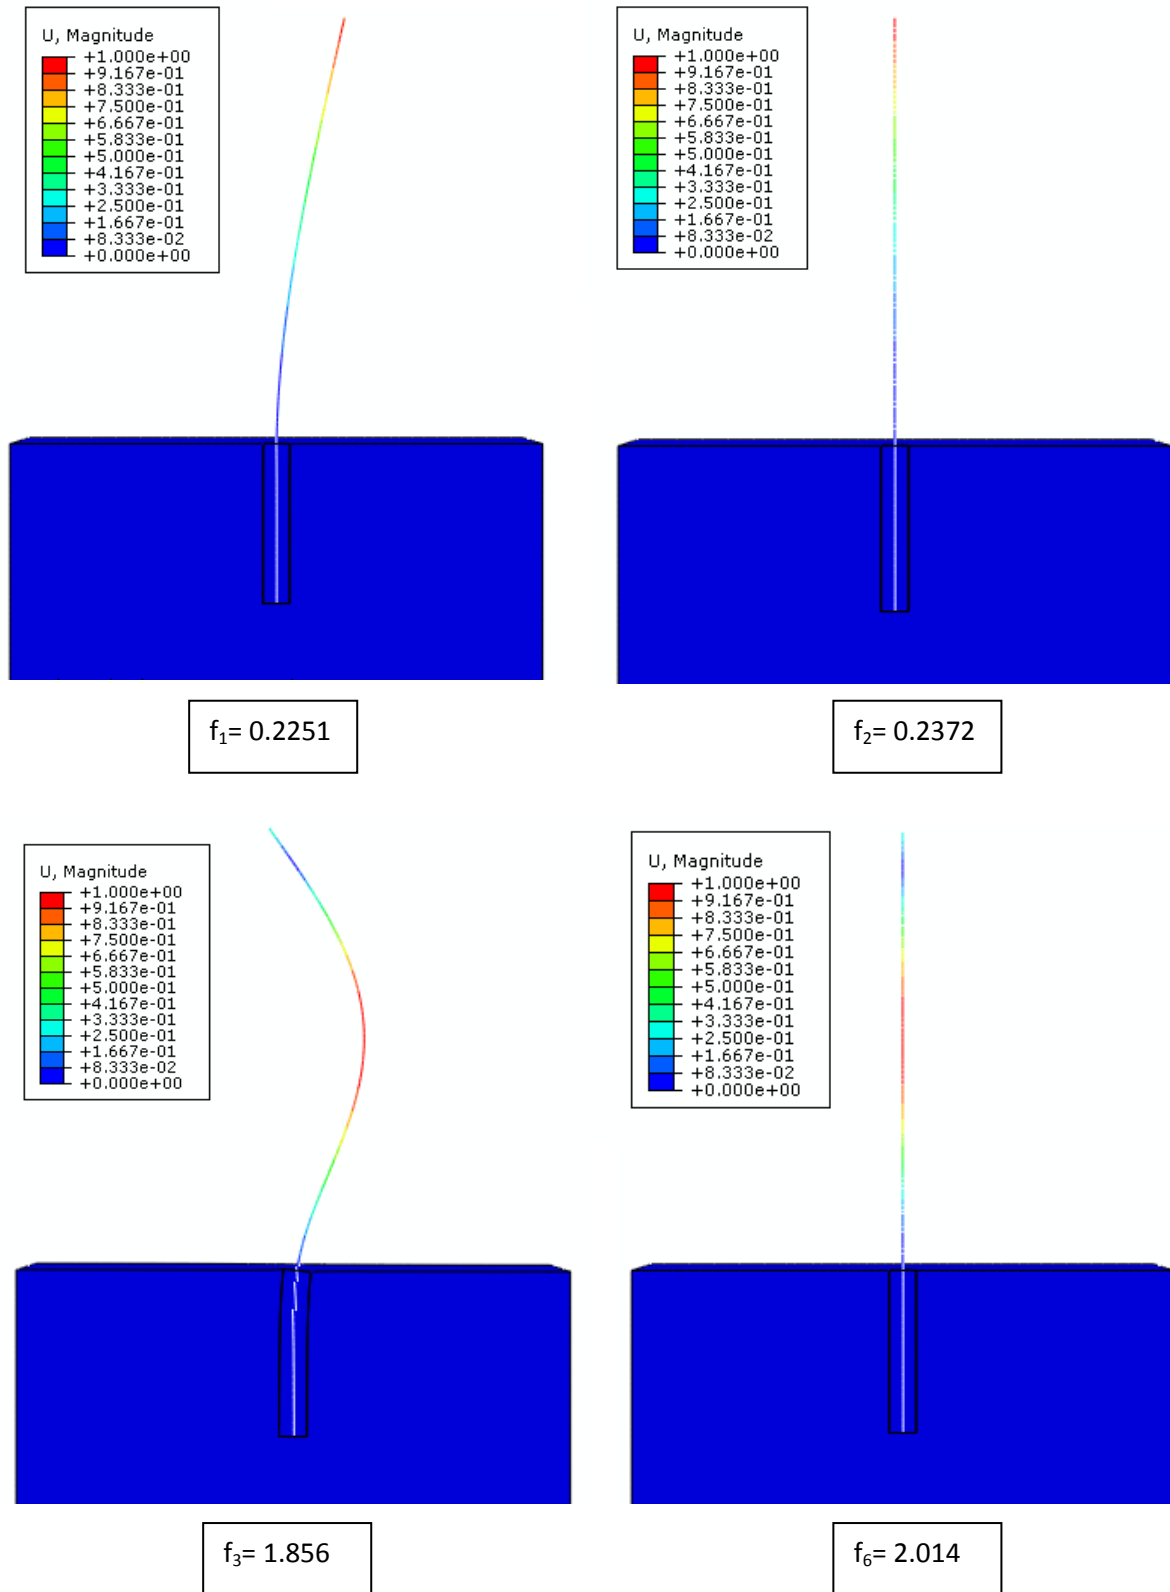 U, Magnitude
+1.000e+00
+9.167e-01
+8.333e-01
+7.500e-01
+6.667e-01
+5.833e-01
+5.000e-01
+4.167e-01
+3.333e-01
+2.500e-01
+1.667e-01
+8.333e-02
+0.000e+00
U, Magnitude
+1.000e+00
+9.167e-01
+8.333e-01
+7.500e-01
+6.667e-01
+5.833e-01
+5.000e-01
+4.167e-01
+3.333e-01
+2.500e-01
+1.667e-01
+8.333e-02
+0.000e+00
f₁= 0.2251
f₂= 0.2372
U, Magnitude
+1.000e+00
+9.167e-01
+8.333e-01
+7.500e-01
+6.667e-01
+5.833e-01
+5.000e-01
+4.167e-01
+3.333e-01
+2.500e-01
+1.667e-01
+8.333e-02
+0.000e+00
U, Magnitude
+1.000e+00
+9.167e-01
+8.333e-01
+7.500e-01
+6.667e-01
+5.833e-01
+5.000e-01
+4.167e-01
+3.333e-01
+2.500e-01
+1.667e-01
+8.333e-02
+0.000e+00
f₃= 1.856
f₆= 2.014